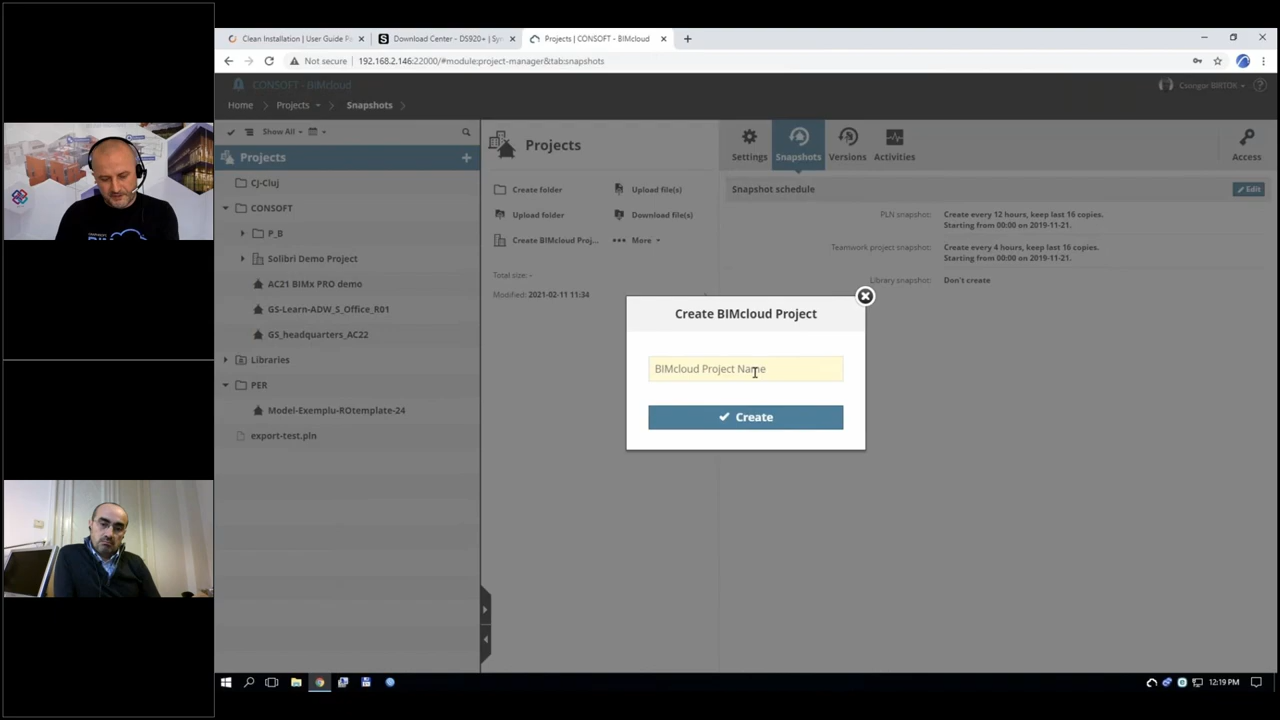 Clean Installation | User Guide Pa
Download Center - DS920+ | Syn
Projects | CONSOFT - BIMcloud
Not secure
192.168.2.146:22000/#module:project-manager&tab:snapshots
CONSOFT - BIMcloud
Csongor BIRTOK
Home
Projects
Snapshots
Show All
Projects
CJ-Cluj
CONSOFT
P_B
Solibri Demo Project
AC21 BIMx PRO demo
GS-Learn-ADW_S_Office_R01
GS_headquarters_AC22
Libraries
PER
Model-Exemplu-ROtemplate-24
export-test.pln
Projects
Create folder
Upload file(s)
Upload folder
Download file(s)
Create BIMcloud Proj...
More
Total size: -
Modified: 2021-02-11 11:34
Settings
Snapshots
Versions
Activities
Access
Snapshot schedule
Edit
PLN snapshot:
Create every 12 hours, keep last 16 copies.
Starting from 00:00 on 2019-11-21.
Teamwork project snapshot:
Create every 4 hours, keep last 16 copies.
Starting from 00:00 on 2019-11-21.
Library snapshot:
Don't create
Create BIMcloud Project
BIMcloud Project Name
Create
12:19 PM